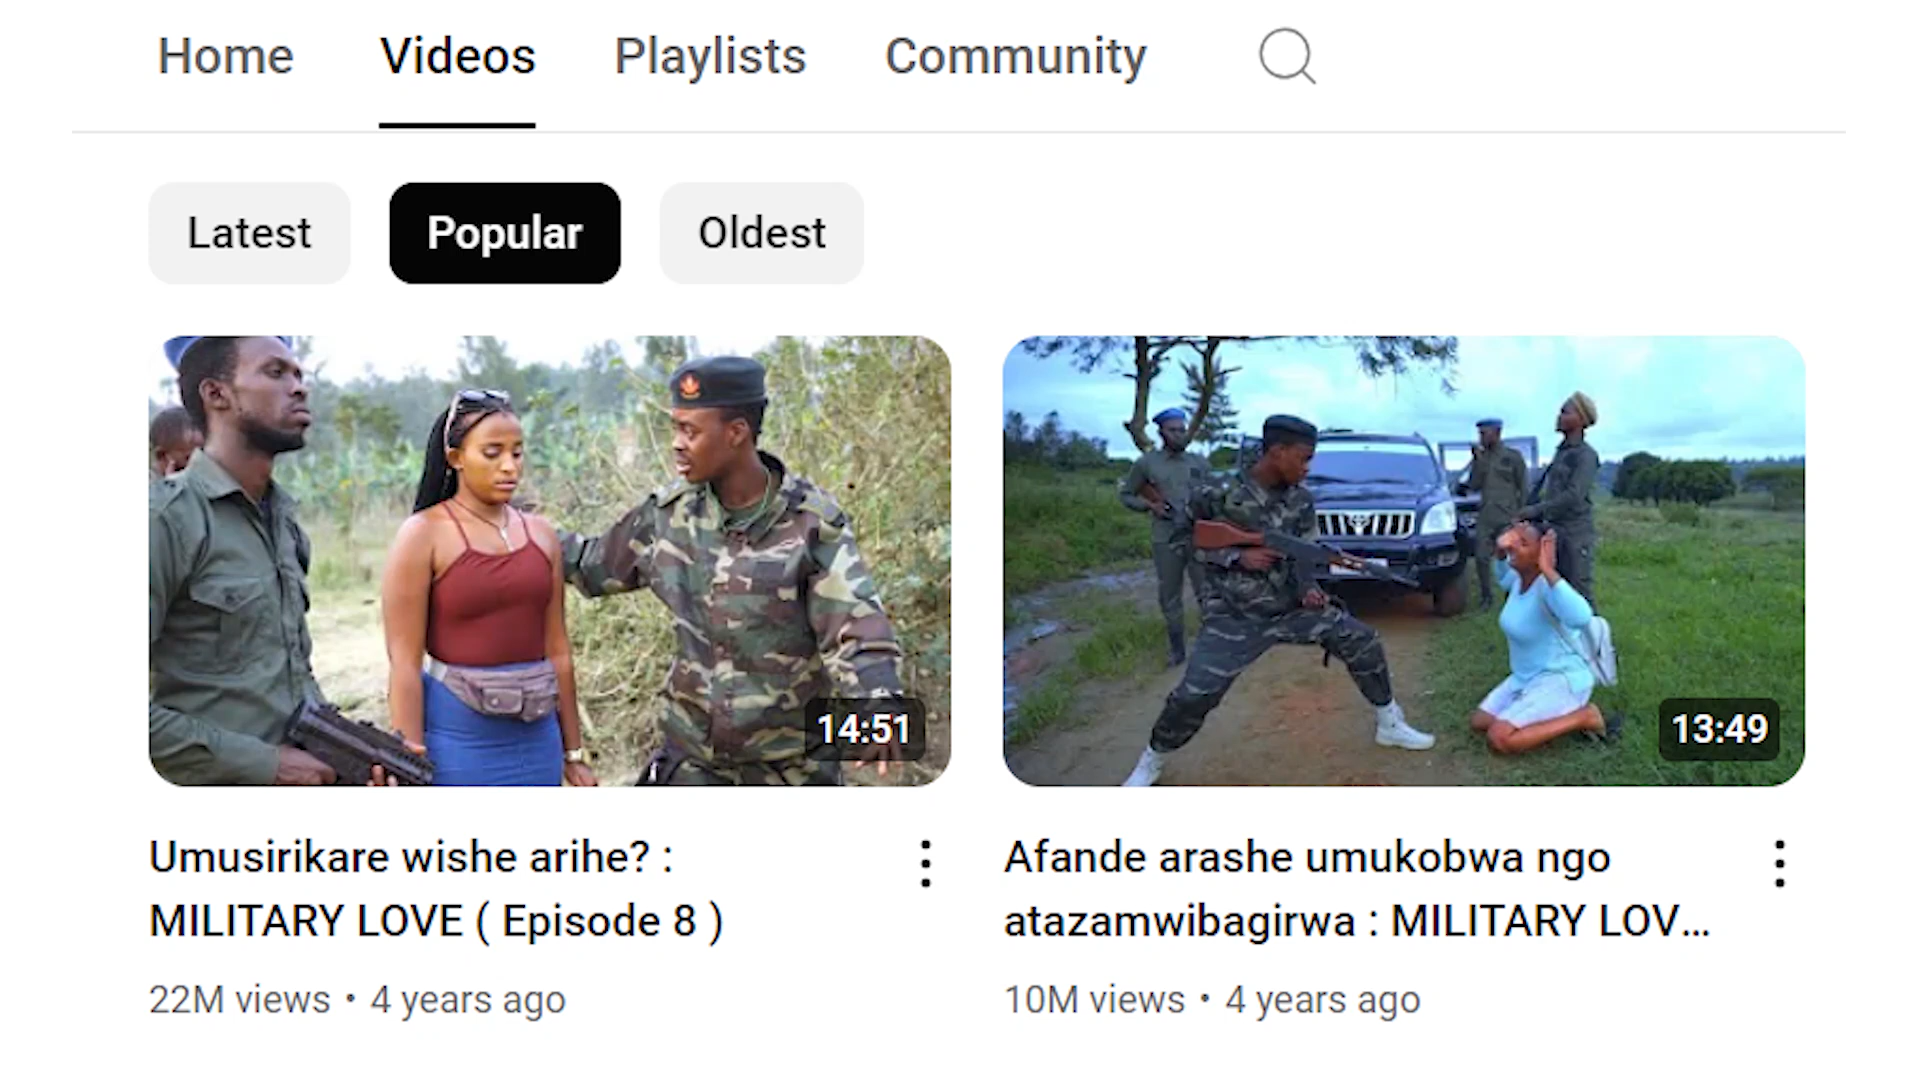 Home Videos Playlists Community
Latest Popular Oldest
14:51
13:49
Umusirikare wishe arihe? :
MILITARY LOVE ( Episode 8 )
22M views • 4 years ago
Afande arashe umukobwa ngo
atazamwibagirwa : MILITARY LOV...
10M views • 4 years ago